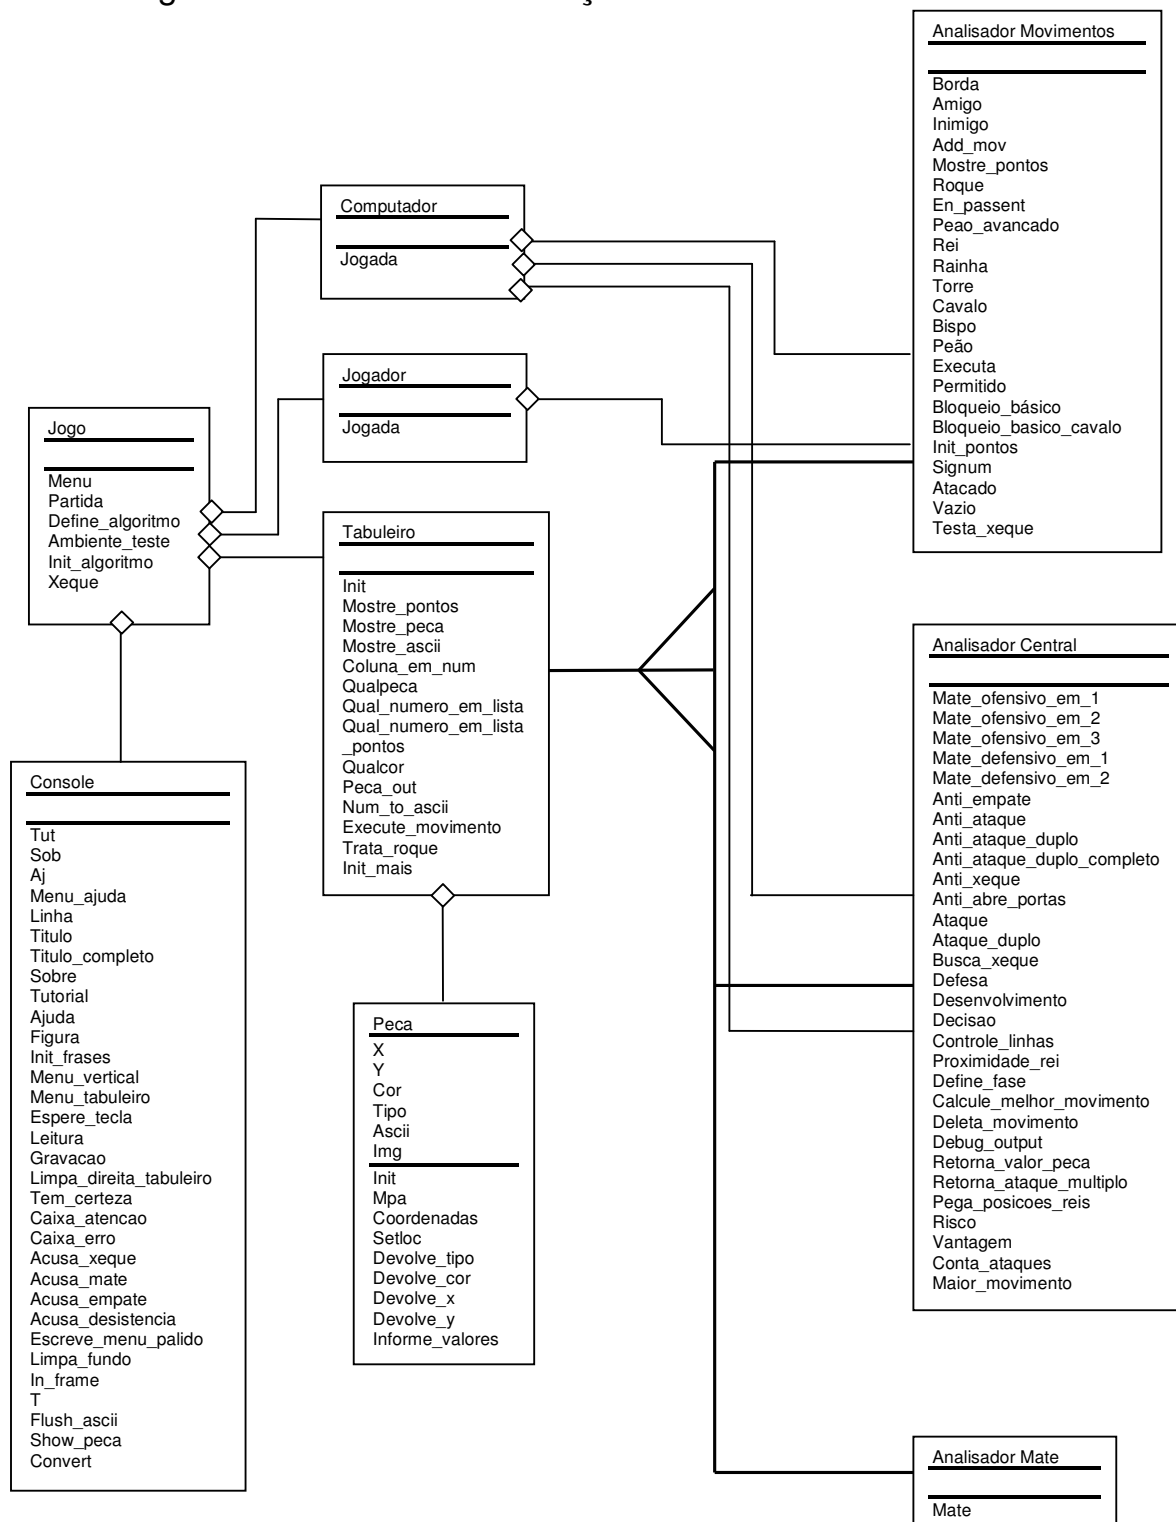 Analisador Movimentos
Borda
Amigo
Inimigo
Add_mov
Mostre_pontos
Roque
En_passent
Peao_avancado
Rei
Rainha
Torre
Cavalo
Bispo
Peão
Executa
Permitido
Bloqueio_básico
Bloqueio_basico_cavalo
Init_pontos
Signum
Atacado
Vazio
Testa_xeque
Computador
Jogada
Jogador
Jogada
Jogo
Menu
Partida
Define_algoritmo
Ambiente_teste
Init_algoritmo
Xeque
Tabuleiro
Init
Mostre_pontos
Mostre_peca
Mostre_ascii
Coluna_em_num
Qualpeca
Qual_numero_em_lista
Qual_numero_em_lista
_pontos
Qualcor
Peca_out
Num_to_ascii
Execute_movimento
Trata_roque
Init_mais
Analisador Central
Mate_ofensivo_em_1
Mate_ofensivo_em_2
Mate_ofensivo_em_3
Mate_defensivo_em_1
Mate_defensivo_em_2
Anti_empate
Anti_ataque
Anti_ataque_duplo
Anti_ataque_duplo_completo
Anti_xeque
Anti_abre_portas
Ataque
Ataque_duplo
Busca_xeque
Defesa
Desenvolvimento
Decisao
Controle_linhas
Proximidade_rei
Define_fase
Calcule_melhor_movimento
Deleta_movimento
Debug_output
Retorna_valor_peca
Retorna_ataque_multiplo
Pega_posicoes_reis
Risco
Vantagem
Conta_ataques
Maior_movimento
Console
Tut
Sob
Aj
Menu_ajuda
Linha
Titulo
Titulo_completo
Sobre
Tutorial
Ajuda
Figura
Init_frases
Menu_vertical
Menu_tabuleiro
Espere_tecla
Leitura
Gravacao
Limpa_direita_tabuleiro
Tem_certeza
Caixa_atencao
Caixa_erro
Acusa_xeque
Acusa_mate
Acusa_empate
Acusa_desistencia
Escreve_menu_palido
Limpa_fundo
In_frame
T
Flush_ascii
Show_peca
Convert
Peca
X
Y
Cor
Tipo
Ascii
Img
Init
Mpa
Coordenadas
Setloc
Devolve_tipo
Devolve_cor
Devolve_x
Devolve_y
Informe_valores
Analisador Mate
Mate